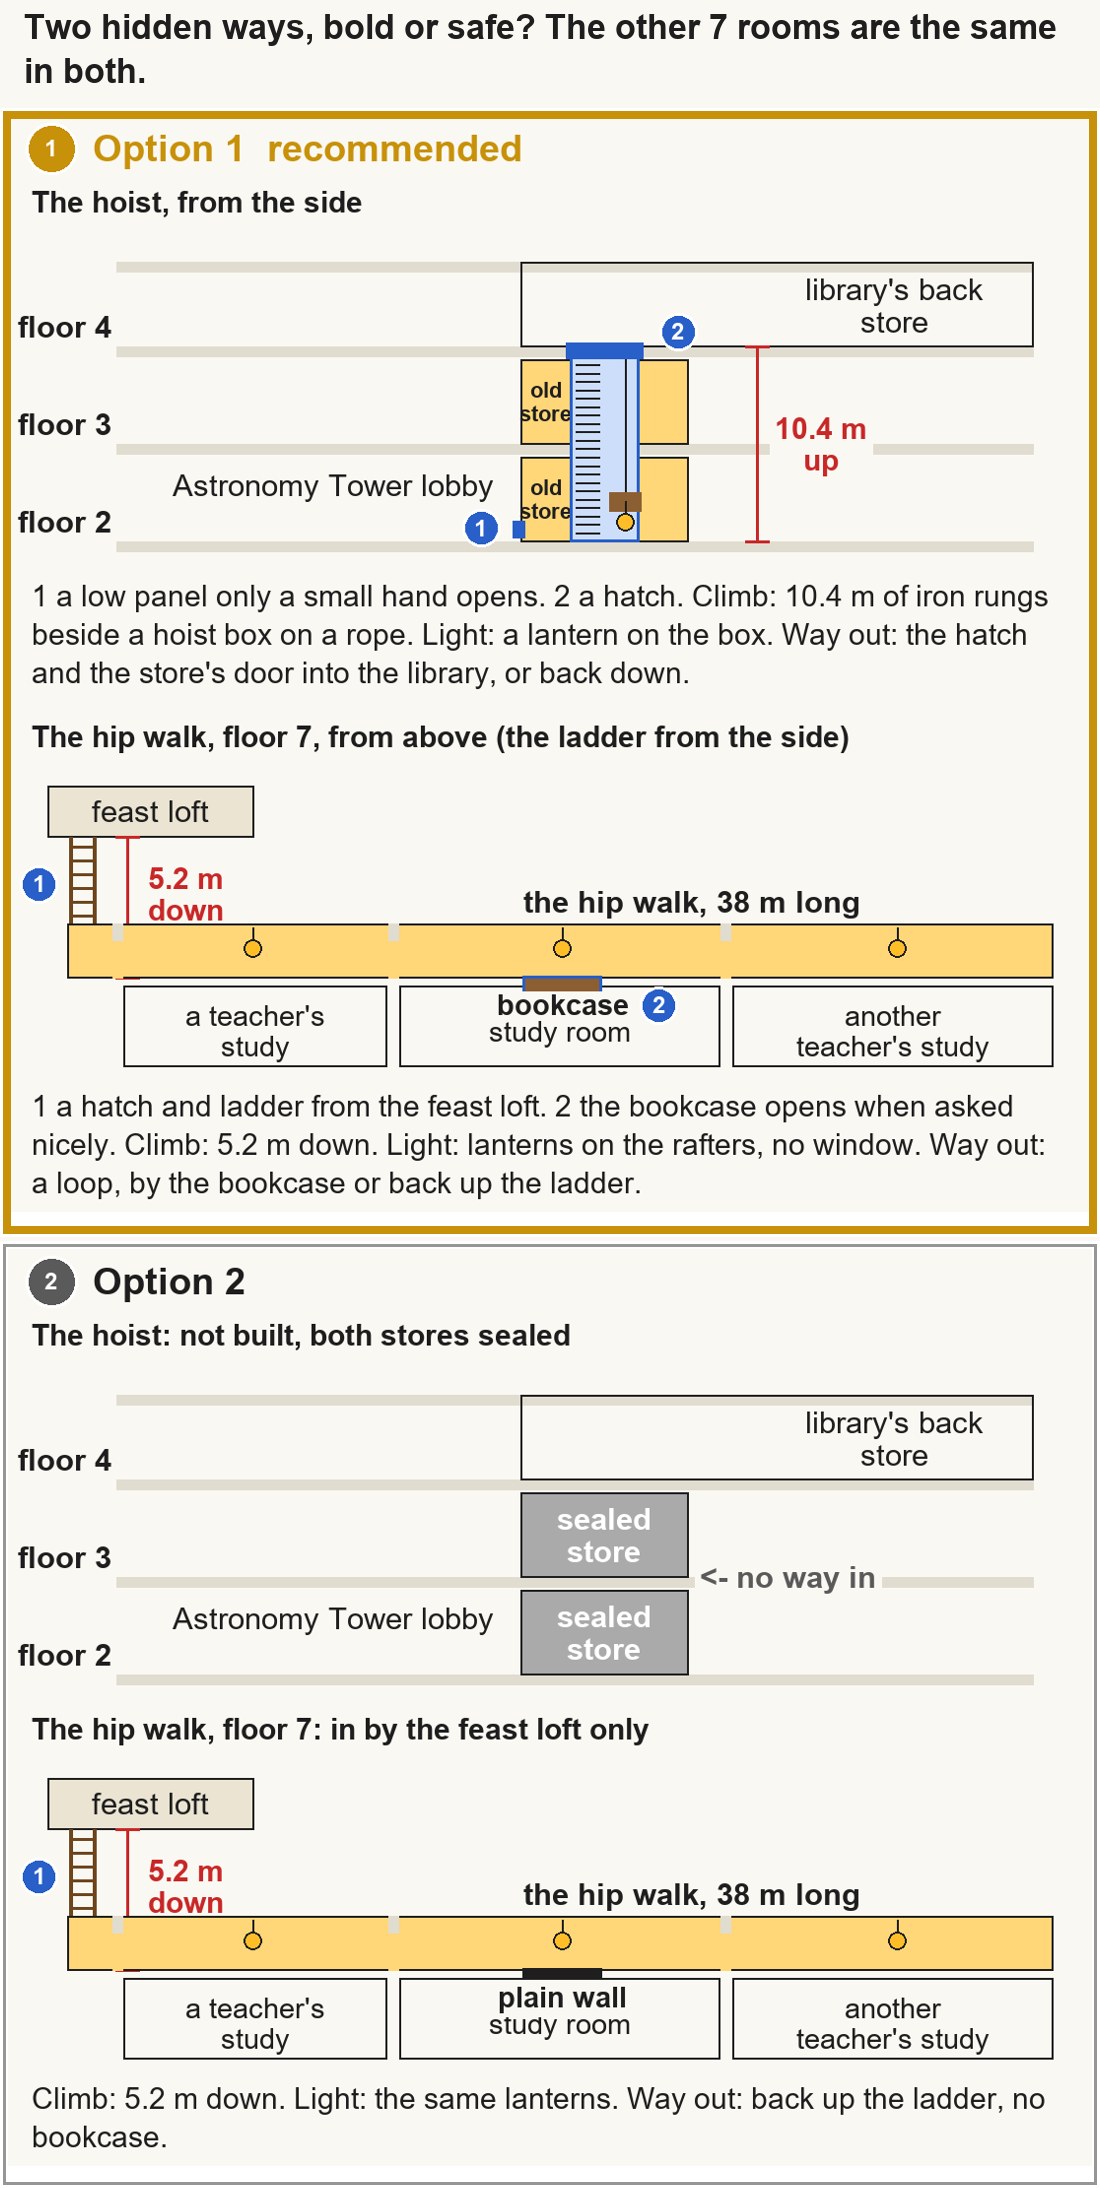 Two hidden ways, bold or safe? The other 7 rooms are the same
in both.
1 Option 1 recommended
The hoist, from the side
library's back
store
floor 4
2
old
store
floor 3
10.4 m
up
Astronomy Tower lobby
old
store
floor 2
1
1 a low panel only a small hand opens. 2 a hatch. Climb: 10.4 m of iron rungs
beside a hoist box on a rope. Light: a lantern on the box. Way out: the hatch
and the store's door into the library, or back down.
The hip walk, floor 7, from above (the ladder from the side)
feast loft
1
5.2 m
down
the hip walk, 38 m long
a teacher's
study
bookcase 2
study room
another
teacher's study
1 a hatch and ladder from the feast loft. 2 the bookcase opens when asked
nicely. Climb: 5.2 m down. Light: lanterns on the rafters, no window. Way out:
a loop, by the bookcase or back up the ladder.
2 Option 2
The hoist: not built, both stores sealed
library's back
store
floor 4
sealed
store
floor 3
<- no way in
Astronomy Tower lobby
sealed
store
floor 2
The hip walk, floor 7: in by the feast loft only
feast loft
1
5.2 m
down
the hip walk, 38 m long
a teacher's
study
plain wall
study room
another
teacher's study
Climb: 5.2 m down. Light: the same lanterns. Way out: back up the ladder, no
bookcase.